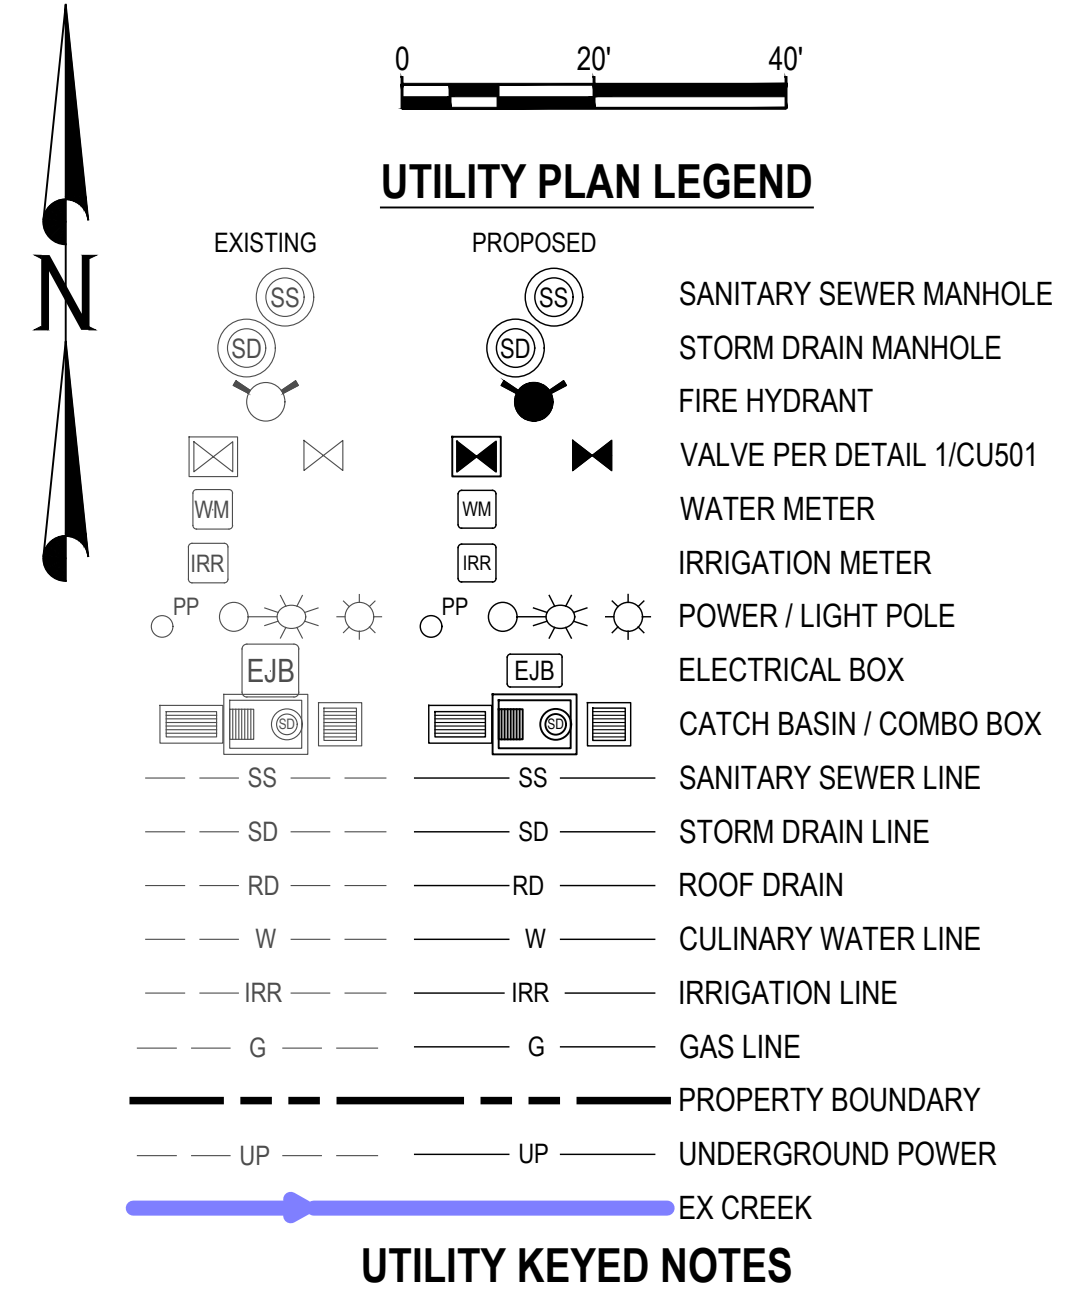 0 20' 40'
UTILITY PLAN LEGEND
EXISTING PROPOSED
N
SS SS SANITARY SEWER MANHOLE
SD SD STORM DRAIN MANHOLE
FIRE HYDRANT
VALVE PER DETAIL 1/CU501
WM WM WATER METER
IRR IRR IRRIGATION METER
PP PP POWER / LIGHT POLE
EJB EJB ELECTRICAL BOX
SD SD CATCH BASIN / COMBO BOX
SS SS SANITARY SEWER LINE
SD SD STORM DRAIN LINE
RD RD ROOF DRAIN
W W CULINARY WATER LINE
IRR IRR IRRIGATION LINE
G G GAS LINE
PROPERTY BOUNDARY
UP UP UNDERGROUND POWER
EX CREEK
UTILITY KEYED NOTES